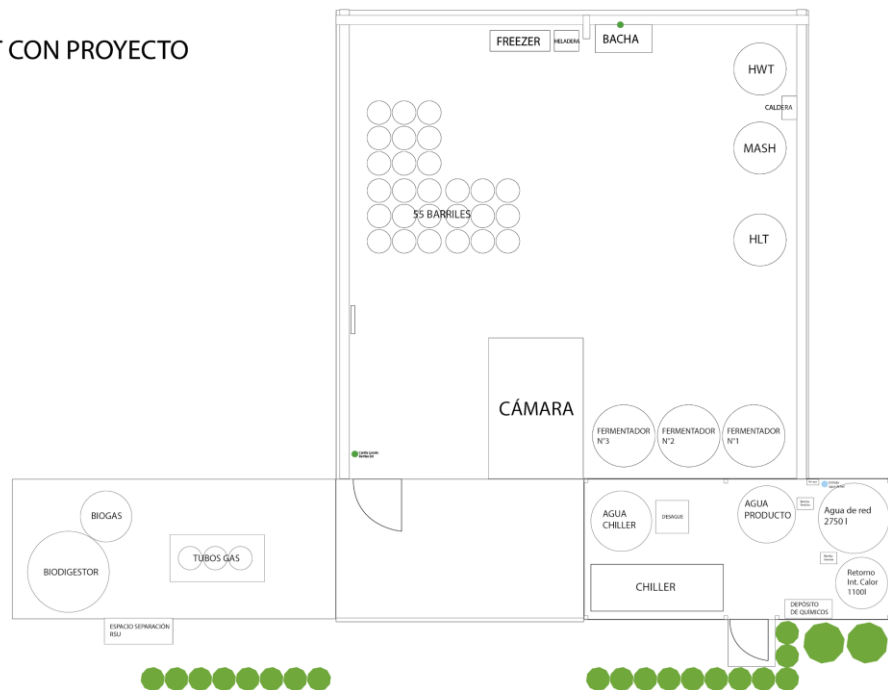 T CON PROYECTO
FREEZER
HELADERA
BACHA
HWT
CALDERA
MASH
55 BARRILES
HLT
CÁMARA
FERMENTADOR
N°3
FERMENTADOR
N°2
FERMENTADOR
N°1
BIOGAS
BIODIGESTOR
TUBOS GAS
AGUA
CHILLER
DESAGUE
AGUA
PRODUCTO
Agua de red
2750 l
CHILLER
Retorno
Int. Calor
1100l
DEPÓSITO
DE QUÍMICOS
ESPACIO SEPARACIÓN
RSU